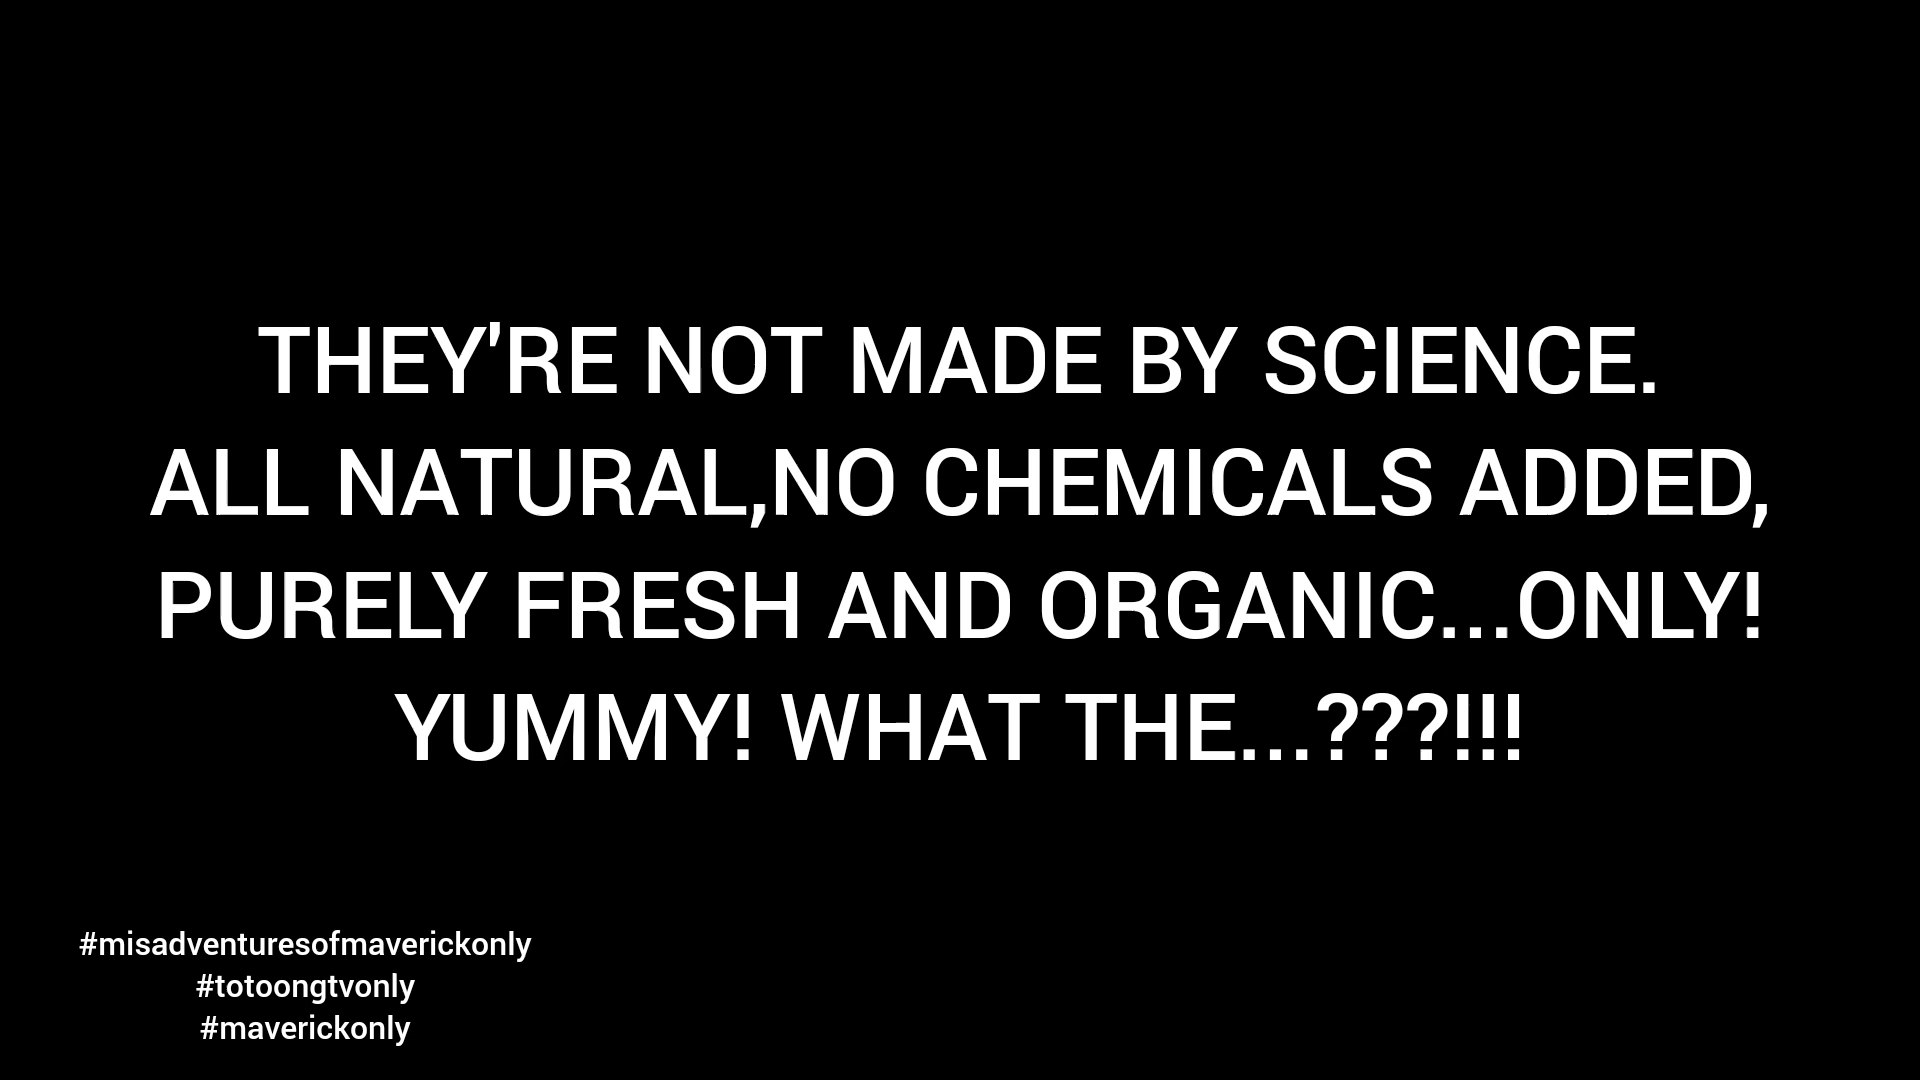 THEY'RE NOT MADE BY SCIENCE.
ALL NATURAL,NO CHEMICALS ADDED,
PURELY FRESH AND ORGANIC...ONLY!
YUMMY! WHAT THE...???!!!
#misadventuresofmaverickonly
#totoongtvonly
#maverickonly